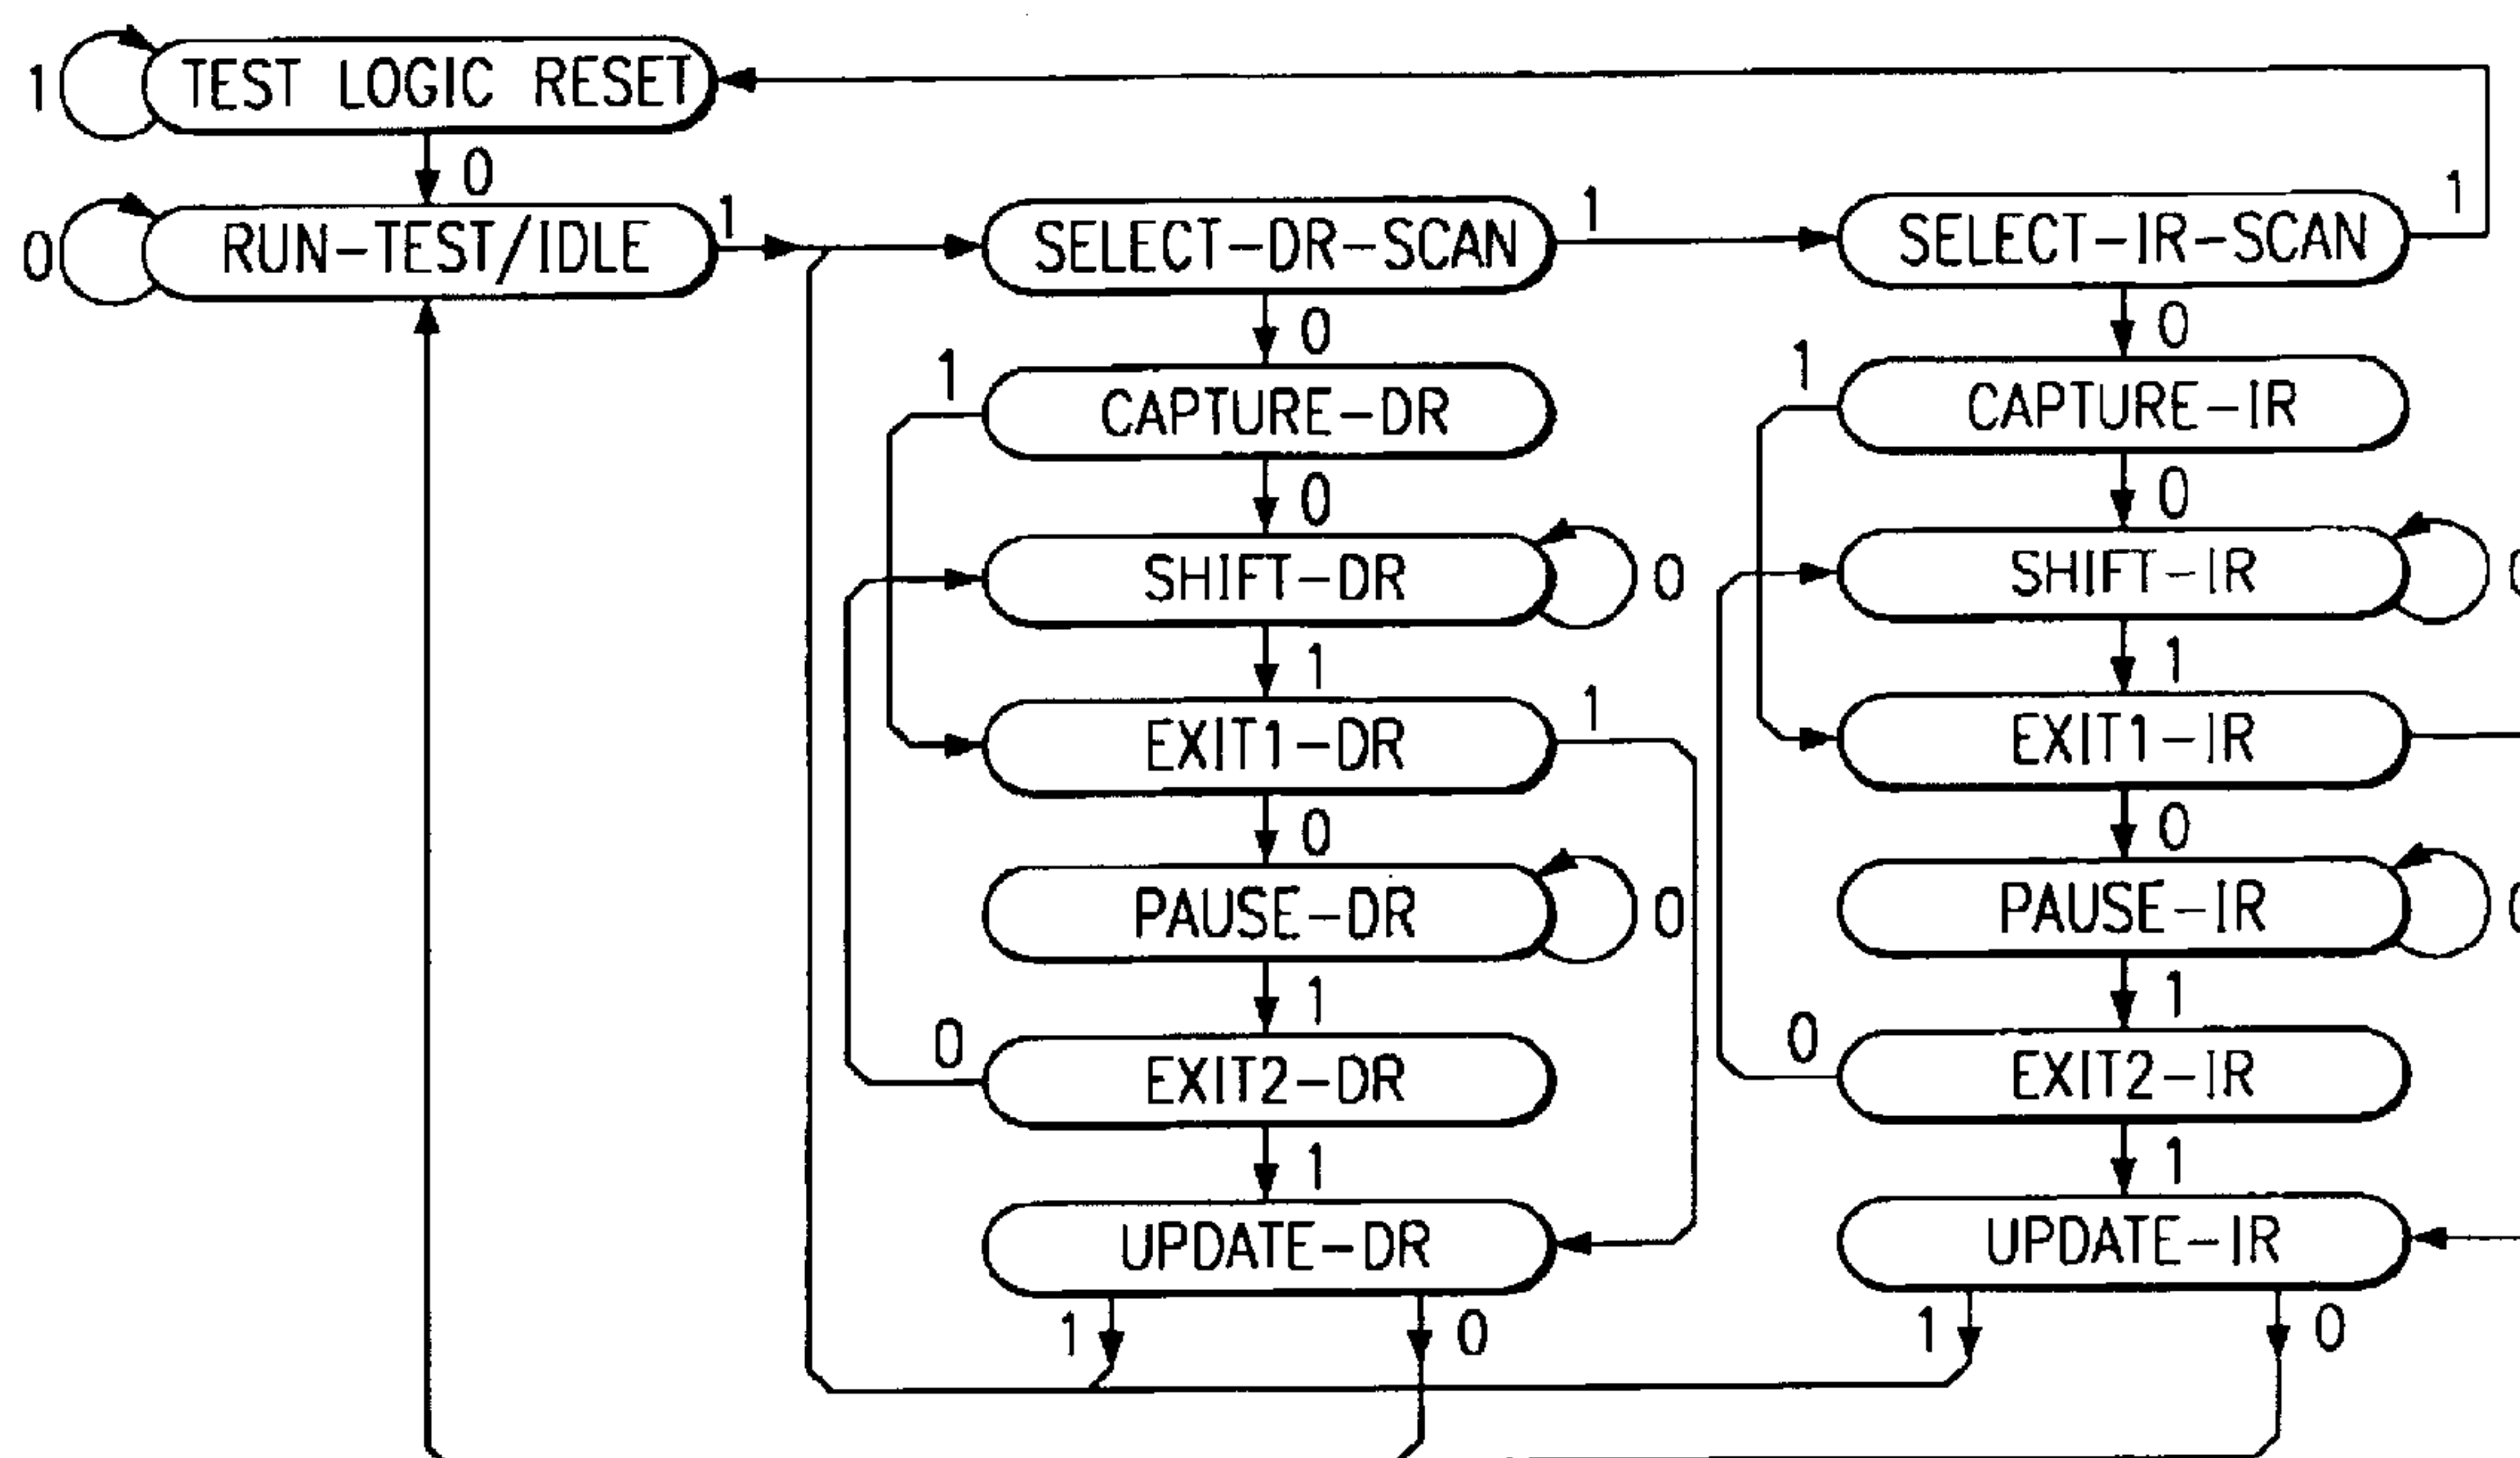 1
TEST LOGIC RESET
0
0
RUN-TEST/IDLE
1
SELECT-DR-SCAN
1
SELECT-IR-SCAN
1
0
0
1
CAPTURE-DR
1
CAPTURE-IR
0
0
SHIFT-DR
0
SHIFT-IR
1
1
EXIT1-DR
1
EXIT1-IR
0
0
PAUSE-DR
0
PAUSE-IR
1
1
0
EXIT2-DR
0
EXIT2-IR
1
1
UPDATE-DR
UPDATE-IR
1
0
1
0